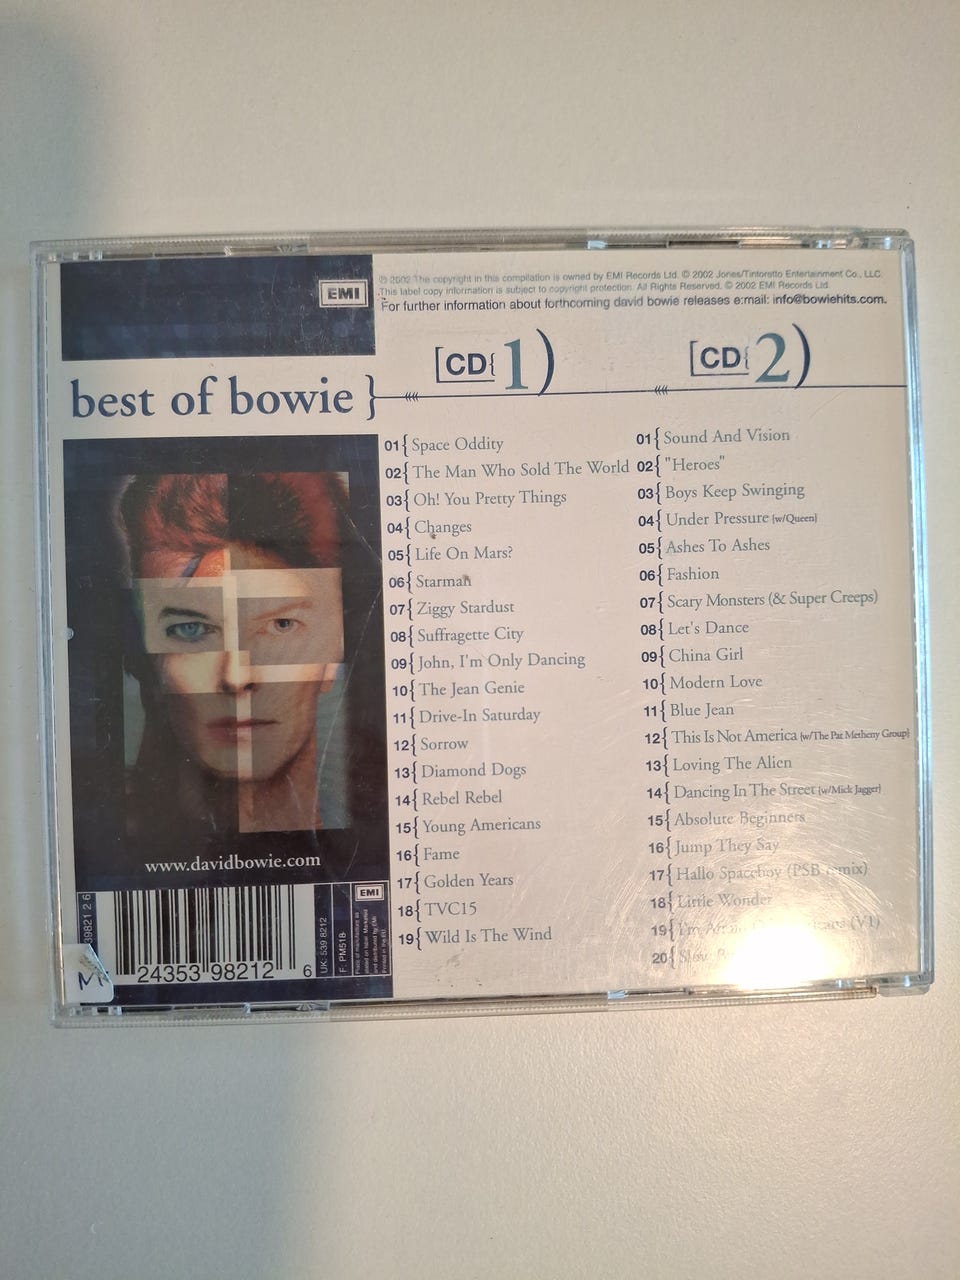 EMI
℗ 2002 The copyright in this compilation is owned by EMI Records Ltd. © 2002 Jones/Tintoretto Entertainment Co., LLC.
This label copy information is subject to copyright protection. All Rights Reserved. © 2002 EMI Records Ltd.
For further information about forthcoming david bowie releases e:mail: info@bowiehits.com.
best of bowie }
[CD{ 1)
01{ Space Oddity
02{ The Man Who Sold The World
03{ Oh! You Pretty Things
04{ Changes
05{ Life On Mars?
06{ Starman
07{ Ziggy Stardust
08{ Suffragette City
09{ John, I'm Only Dancing
10{ The Jean Genie
11{ Drive-In Saturday
12{ Sorrow
13{ Diamond Dogs
14{ Rebel Rebel
15{ Young Americans
16{ Fame
17{ Golden Years
18{ TVC15
19{ Wild Is The Wind
[CD{ 2)
01{ Sound And Vision
02{ "Heroes"
03{ Boys Keep Swinging
04{ Under Pressure {w/Queen}
05{ Ashes To Ashes
06{ Fashion
07{ Scary Monsters (& Super Creeps)
08{ Let's Dance
09{ China Girl
10{ Modern Love
11{ Blue Jean
12{ This Is Not America {w/The Pat Metheny Group}
13{ Loving The Alien
14{ Dancing In The Street {w/Mick Jagger}
15{ Absolute Beginners
16{ Jump They Say
17{ Hallo Spaceboy (PSB remix)
18{ Little Wonder
19{ I'm (V1)
20{ Slow
www.davidbowie.com
EMI
24353 98212 6
UK: 539 8212
F: PM518